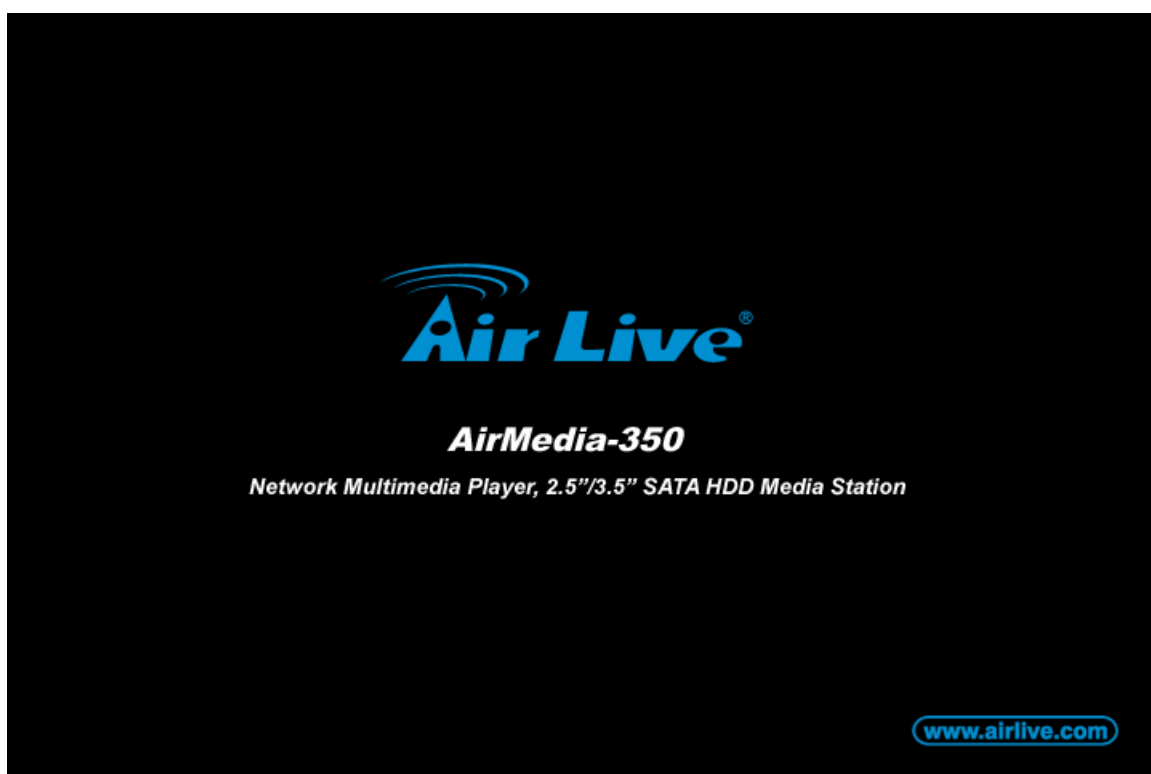 Air Live®
AirMedia-350
Network Multimedia Player, 2.5”/3.5” SATA HDD Media Station
www.airlive.com